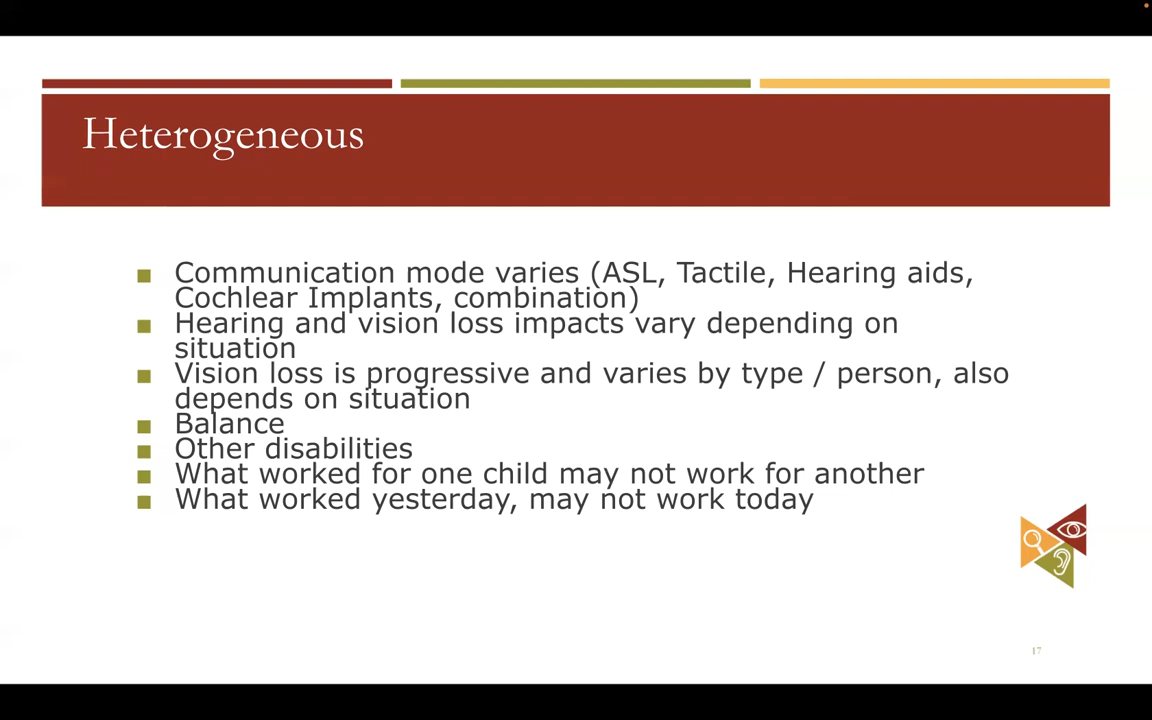 Heterogeneous
Communication mode varies (ASL, Tactile, Hearing aids,
Cochlear Implants, combination)
Hearing and vision loss impacts vary depending on
situation
Vision loss is progressive and varies by type / person, also
depends on situation
Balance
Other disabilities
What worked for one child may not work for another
What worked yesterday, may not work today
17